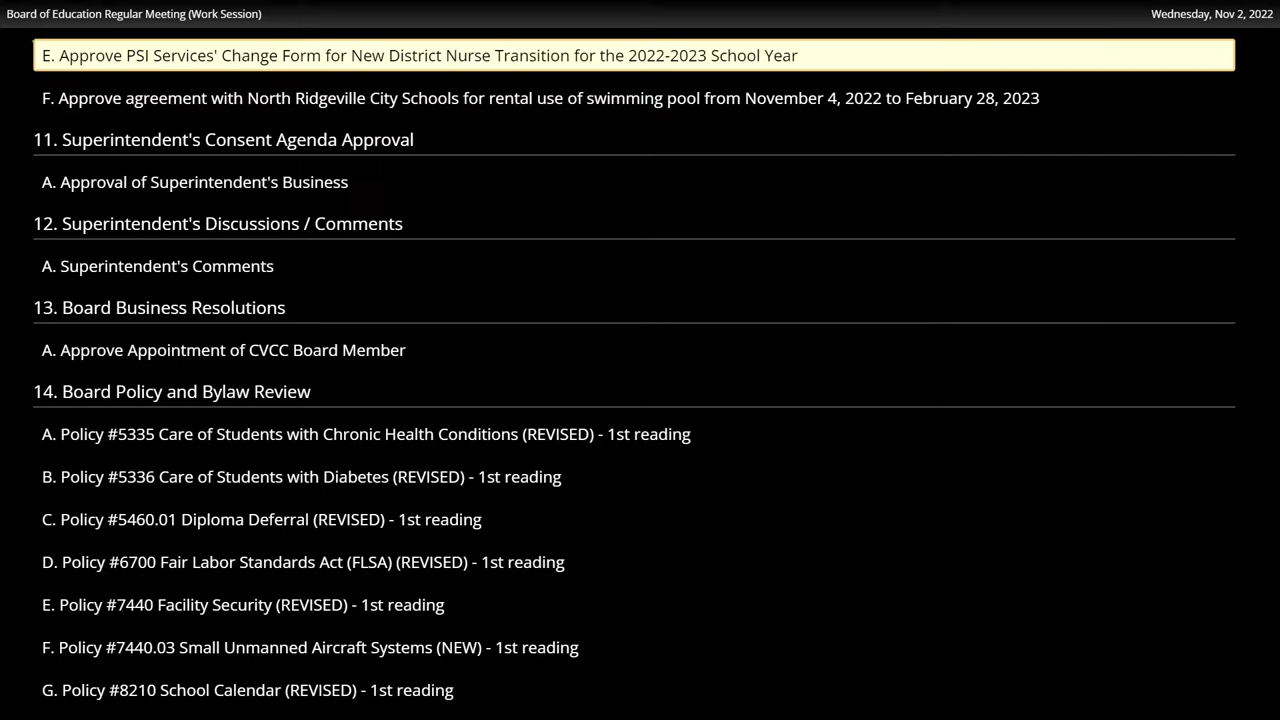 Board of Education Regular Meeting (Work Session)
Wednesday, Nov 2, 2022
E. Approve PSI Services' Change Form for New District Nurse Transition for the 2022-2023 School Year
F. Approve agreement with North Ridgeville City Schools for rental use of swimming pool from November 4, 2022 to February 28, 2023
11. Superintendent's Consent Agenda Approval
A. Approval of Superintendent's Business
12. Superintendent's Discussions / Comments
A. Superintendent's Comments
13. Board Business Resolutions
A. Approve Appointment of CVCC Board Member
14. Board Policy and Bylaw Review
A. Policy #5335 Care of Students with Chronic Health Conditions (REVISED) - 1st reading
B. Policy #5336 Care of Students with Diabetes (REVISED) - 1st reading
C. Policy #5460.01 Diploma Deferral (REVISED) - 1st reading
D. Policy #6700 Fair Labor Standards Act (FLSA) (REVISED) - 1st reading
E. Policy #7440 Facility Security (REVISED) - 1st reading
F. Policy #7440.03 Small Unmanned Aircraft Systems (NEW) - 1st reading
G. Policy #8210 School Calendar (REVISED) - 1st reading